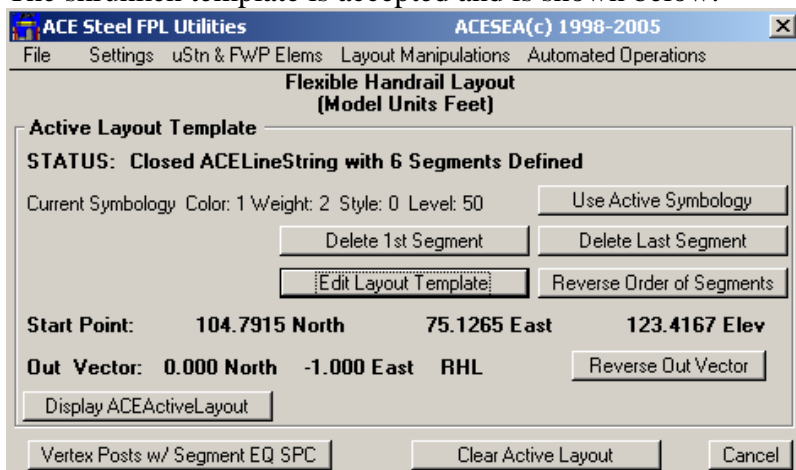 The shrunken template is accepted and is shown below.
ACE Steel FPL Utilities ACESEA(c) 1998-2005
File Settings uStn & FWP Elems Layout Manipulations Automated Operations
Flexible Handrail Layout
(Model Units Feet)
Active Layout Template
STATUS: Closed ACELineString with 6 Segments Defined
Current Symbology Color: 1 Weight: 2 Style: 0 Level: 50 Use Active Symbology
Delete 1st Segment Delete Last Segment
Edit Layout Template Reverse Order of Segments
Start Point: 104.7915 North 75.1265 East 123.4167 Elev
Out Vector: 0.000 North -1.000 East RHL Reverse Out Vector
Display ACEActiveLayout
Vertex Posts w/ Segment EQ SPC Clear Active Layout Cancel